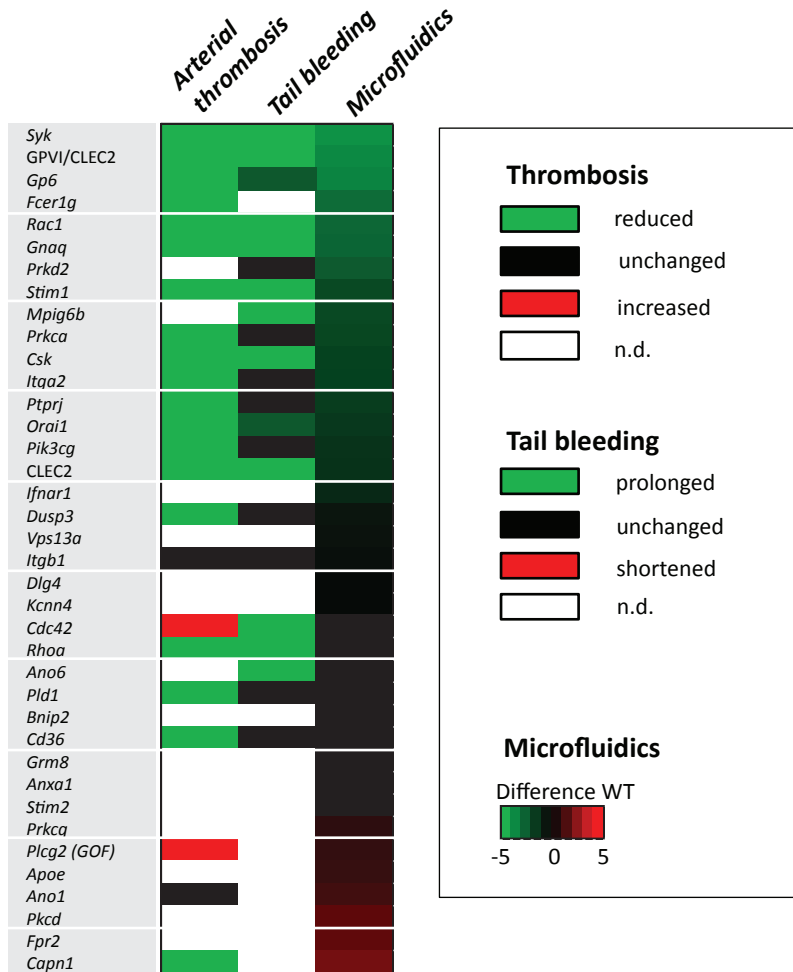 Arterial
thrombosis
Tail bleeding
Microfluidics
Syk
GPVI/CLEC2
Gp6
Fcer1g
Rac1
Gnaq
Prkd2
Stim1
Mpig6b
Prkca
Csk
Itga2
Ptprj
Orai1
Pik3cg
CLEC2
Ifnar1
Dusp3
Vps13a
Itgb1
Dlg4
Kcnn4
Cdc42
Rhoa
Ano6
Pld1
Bnip2
Cd36
Grm8
Anxa1
Stim2
Prkcq
Plcg2 (GOF)
Apoe
Ano1
Pkcd
Fpr2
Capn1
Thrombosis
reduced
unchanged
increased
n.d.
Tail bleeding
prolonged
unchanged
shortened
n.d.
Microfluidics
Difference WT
-5 0 5